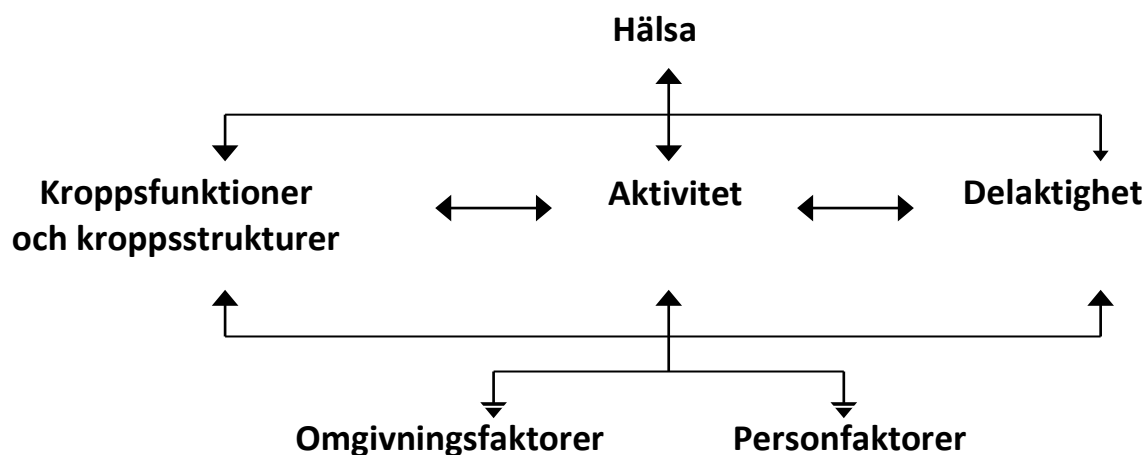 Hälsa
Kroppsfunktioner
och kroppsstrukturer
Aktivitet
Delaktighet
Omgivningsfaktorer
Personfaktorer